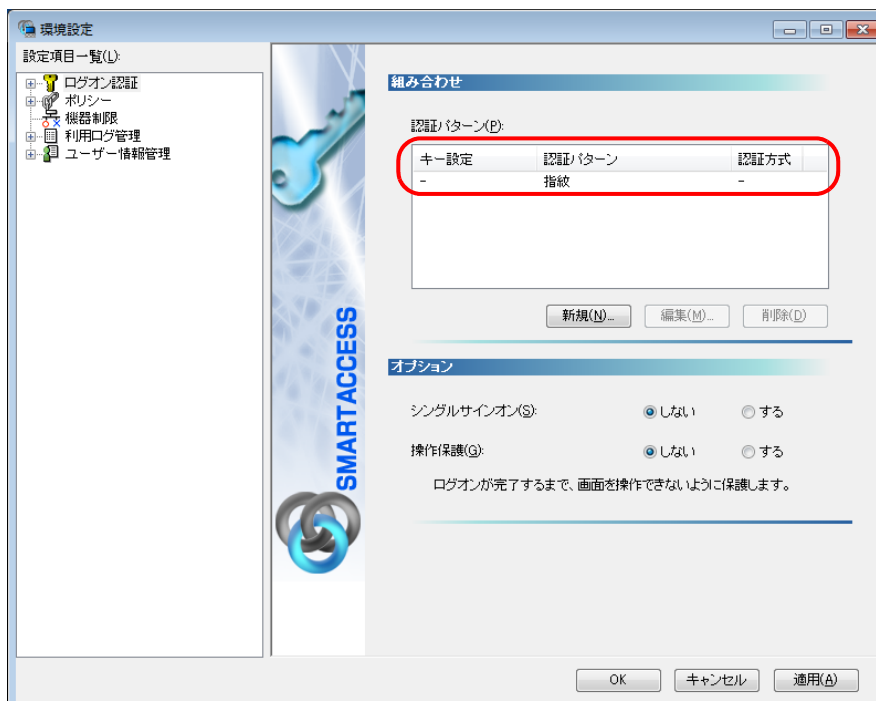 環境設定
設定項目一覧(L):
ログオン認証
ポリシー
機器制限
利用ログ管理
ユーザー情報管理
SMARTACCESS
組み合わせ
認証パターン(P):
キー設定 認証パターン 認証方式
- 指紋 -
新規(N)... 編集(M)... 削除(D)
オプション
シングルサインオン(S): しない する
操作保護(G): しない する
ログオンが完了するまで、画面を操作できないように保護します。
OK キャンセル 適用(A)